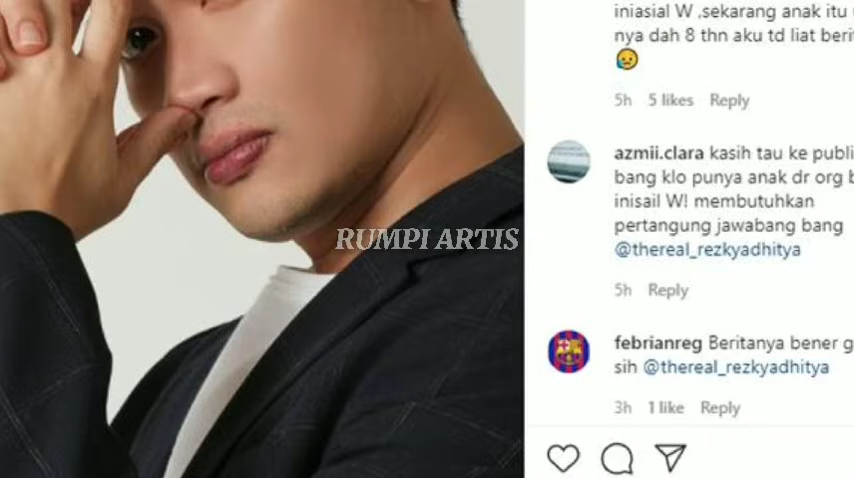 iniasial W ,sekarang anak itu
nya dah 8 thn aku td liat
5h 5 likes Reply
azmii.clara kasih tau ke
bang klo punya anak dr org
inisail W! membutuhkan
pertangung jawabang bang
@thereal_rezkyadhitya
5h Reply
RUMPI ARTIS
febrianreg Beritanya bener
sih @thereal_rezkyadhitya
3h 1 like Reply